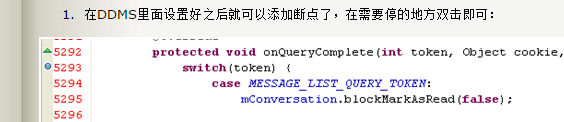 1. 在DDMS里面设置好之后就可以添加断点了，在需要停的地方双击即可：
5292 protected void onQueryComplete(int token, Object cookie,
5293 switch(token) {
5294 case MESSAGE_LIST_QUERY_TOKEN:
5295 mConversation.blockMarkAsRead(false);
5296